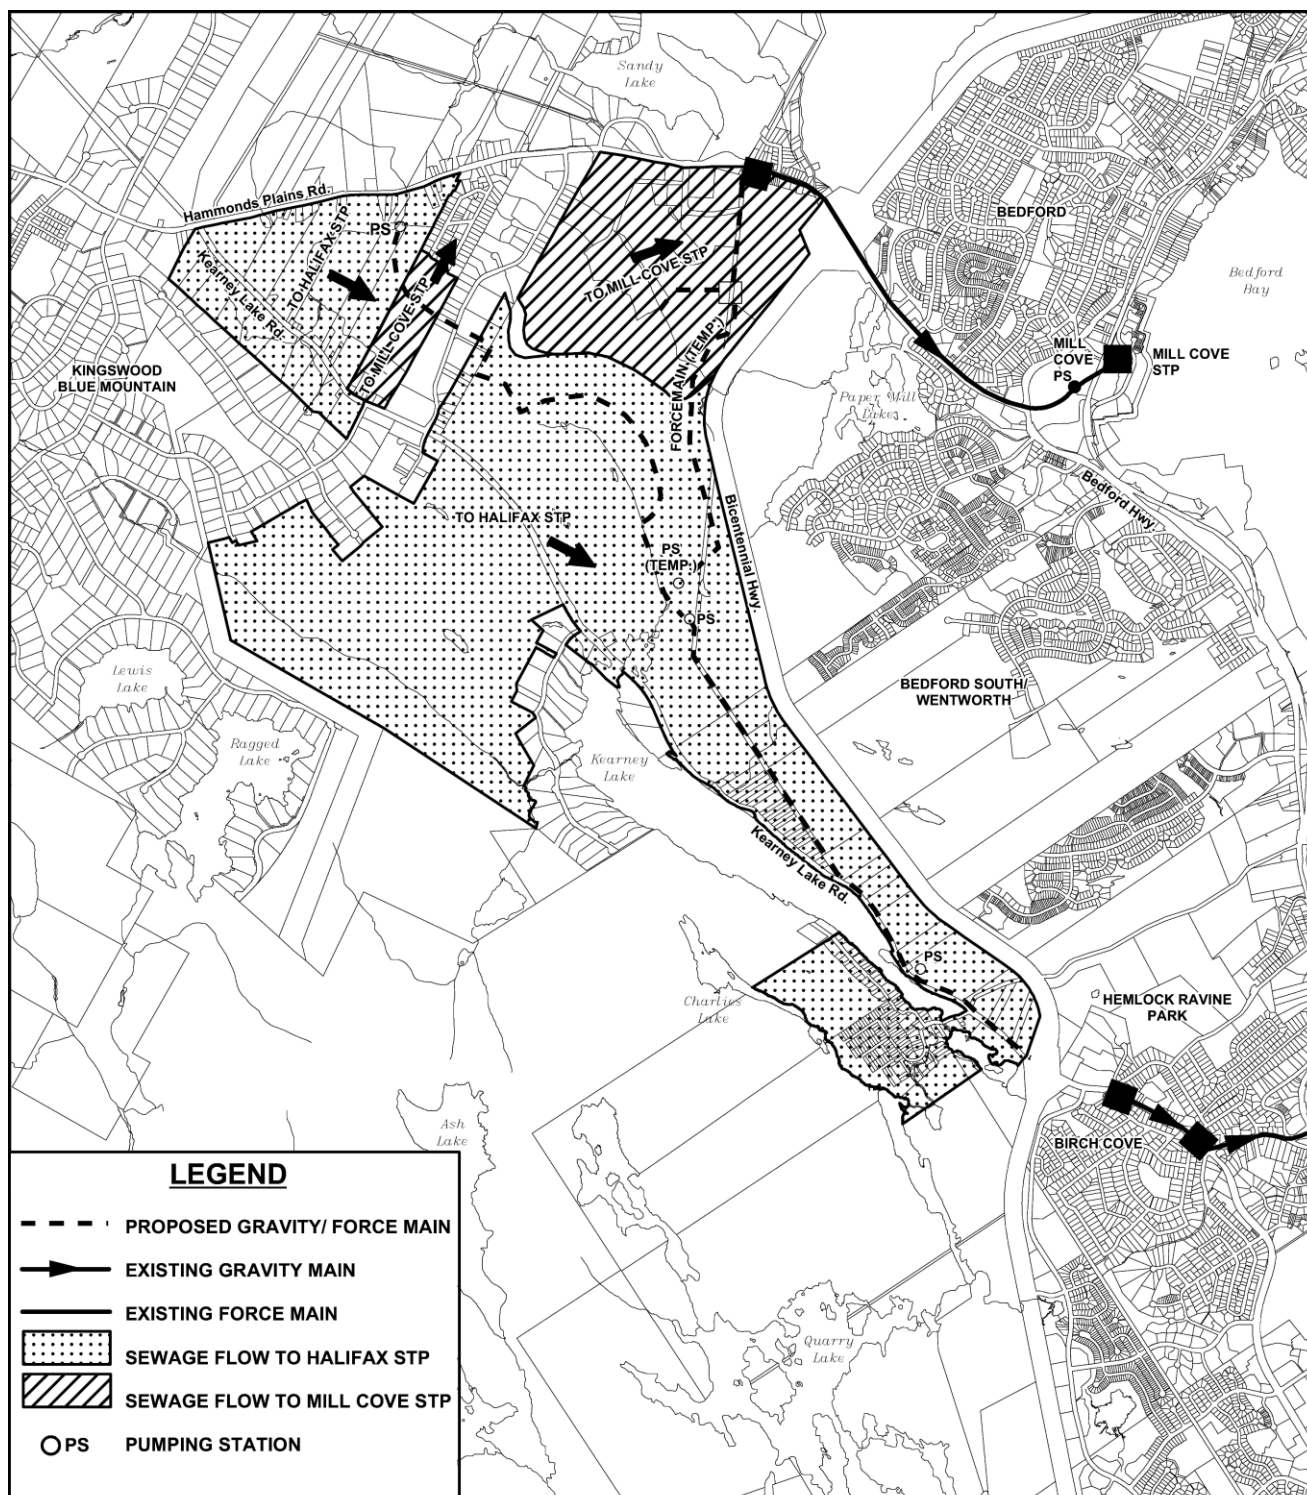 Sandy
Lake
Hammonds Plains Rd.
PS
TO HALIFAX STP
Kearney Lake Rd.
TO MILL COVE STP
TO MILL COVE STP
BEDFORD
Bedford
Bay
KINGSWOOD
BLUE MOUNTAIN
MILL
COVE
PS
MILL COVE
STP
FORCEMAIN (TEMP.)
Paper Mill
Lake
Bedford Hwy.
TO HALIFAX STP
Bicentennial Hwy.
PS
(TEMP.)
PS
Lewis
Lake
BEDFORD SOUTH/
WENTWORTH
Ragged
Lake
Kearney
Lake
Kearney Lake Rd.
PS
Charlies
Lake
HEMLOCK RAVINE
PARK
Ash
Lake
BIRCH COVE
Quarry
Lake
LEGEND
PROPOSED GRAVITY/ FORCE MAIN
EXISTING GRAVITY MAIN
EXISTING FORCE MAIN
SEWAGE FLOW TO HALIFAX STP
SEWAGE FLOW TO MILL COVE STP
PS PUMPING STATION